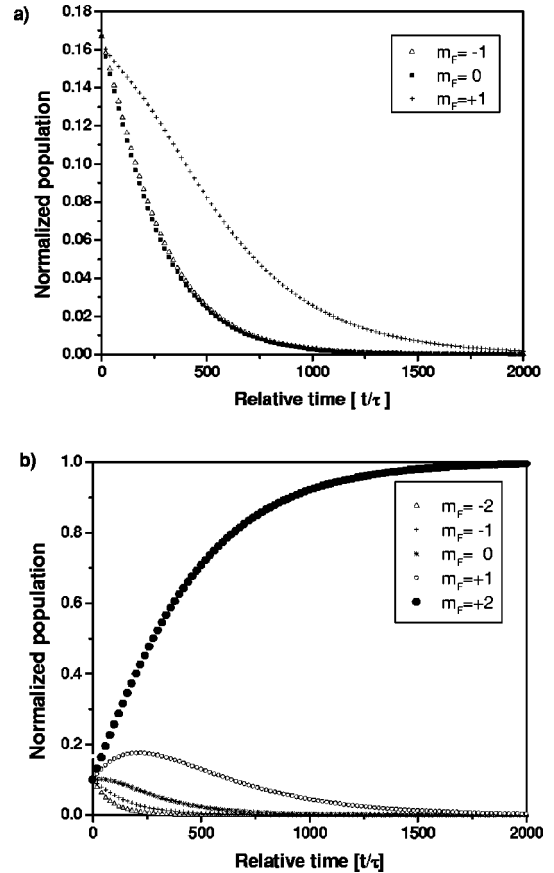 a)
0.18
0.16
0.14
0.12
0.10
0.08
0.06
0.04
0.02
0.00
Normalized population
m_F= -1
m_F= 0
m_F=+1
0
500
1000
1500
2000
Relative time [ t/τ ]
b)
1.0
0.8
0.6
0.4
0.2
0.0
Normalized population
m_F= -2
m_F= -1
m_F= 0
m_F=+1
m_F=+2
0
500
1000
1500
2000
Relative time [t/τ]